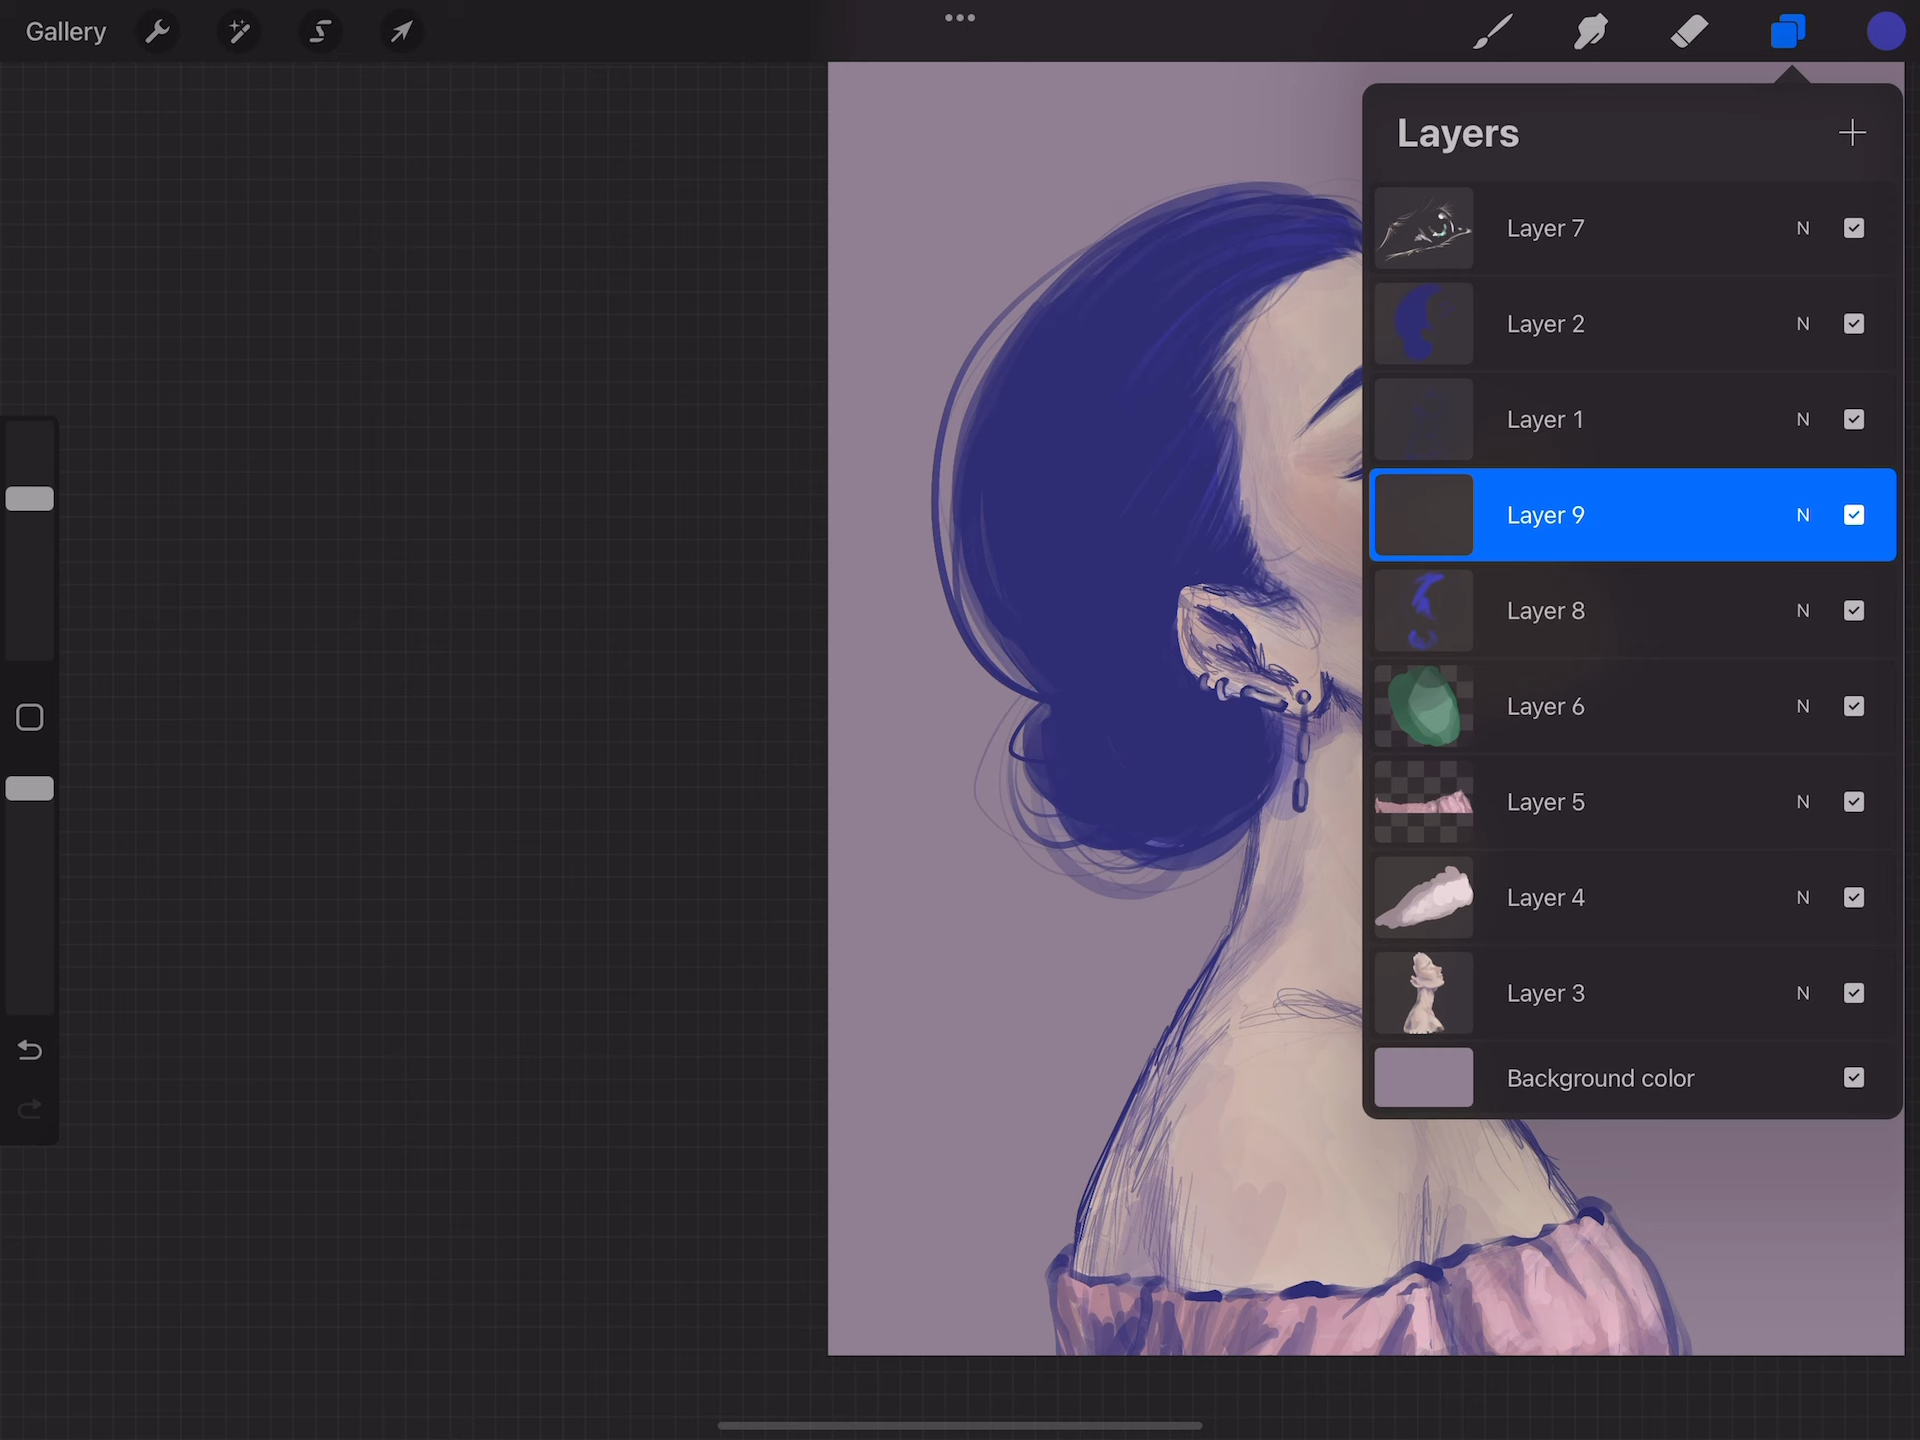 Gallery
Layers
Layer 7 N
Layer 2 N
Layer 1 N
Layer 9 N
Layer 8 N
Layer 6 N
Layer 5 N
Layer 4 N
Layer 3 N
Background color